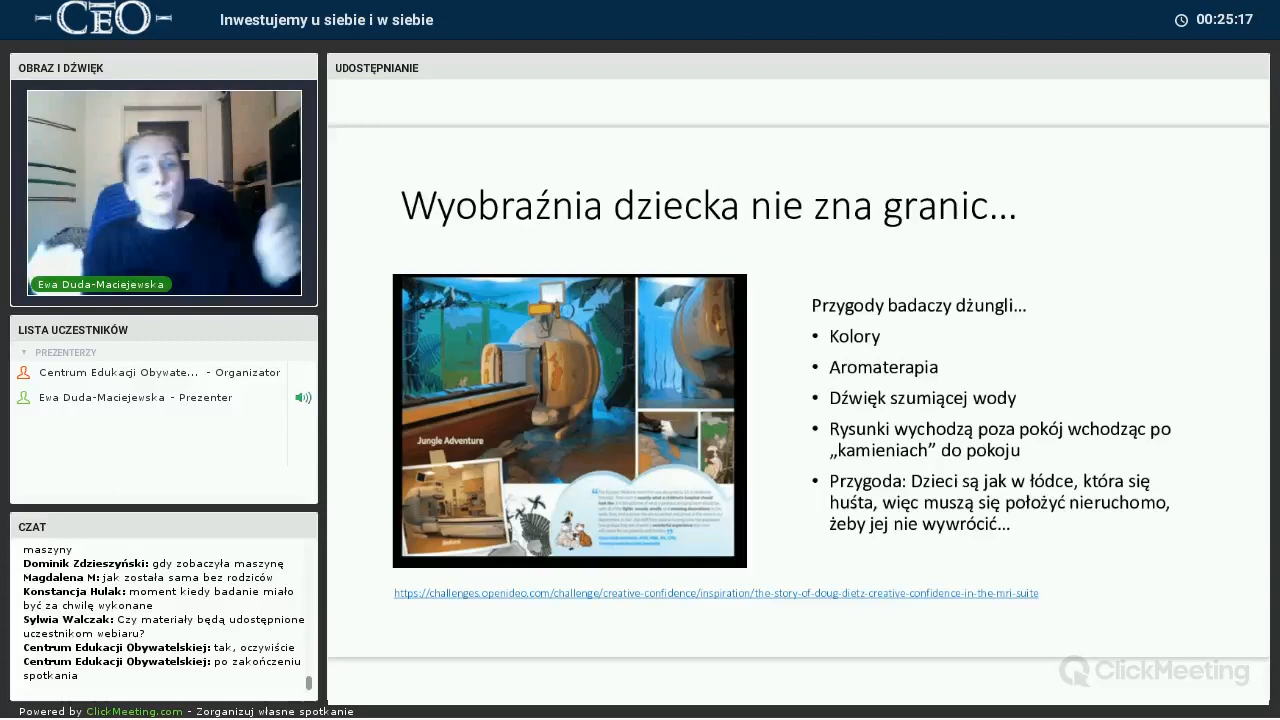 CEO
Inwestujemy u siebie i w siebie
00:25:17
OBRAZ I DŹWIĘK
Ewa Duda-Maciejewska
LISTA UCZESTNIKÓW
PREZENTERZY
Centrum Edukacji Obywate... - Organizator
Ewa Duda-Maciejewska - Prezenter
CZAT
maszyny
Dominik Zdzieszyński: gdy zobaczyła maszynę
Magdalena M: jak została sama bez rodziców
Konstancja Hulak: moment kiedy badanie miało
być za chwilę wykonane
Sylwia Walczak: Czy materiały będą udostępnione
uczestnikom webiaru?
Centrum Edukacji Obywatelskiej: tak, oczywiście
Centrum Edukacji Obywatelskiej: po zakończeniu
spotkania
UDOSTĘPNIANIE
Wyobraźnia dziecka nie zna granic...
Jungle Adventure
Przygody badaczy dżungli...
• Kolory
• Aromaterapia
• Dźwięk szumiącej wody
• Rysunki wychodzą poza pokój wchodząc po
„kamieniach” do pokoju
• Przygoda: Dzieci są jak w łódce, która się
huśta, więc muszą się położyc nieruchomo,
żeby jej nie wywrócić...
https://challenges.openideo.com/challenge/creative-confidence/inspiration/the-story-of-doug-dietz-creative-confidence-in-the-mri-suite
ClickMeeting
Powered by ClickMeeting.com - Zorganizuj własne spotkanie